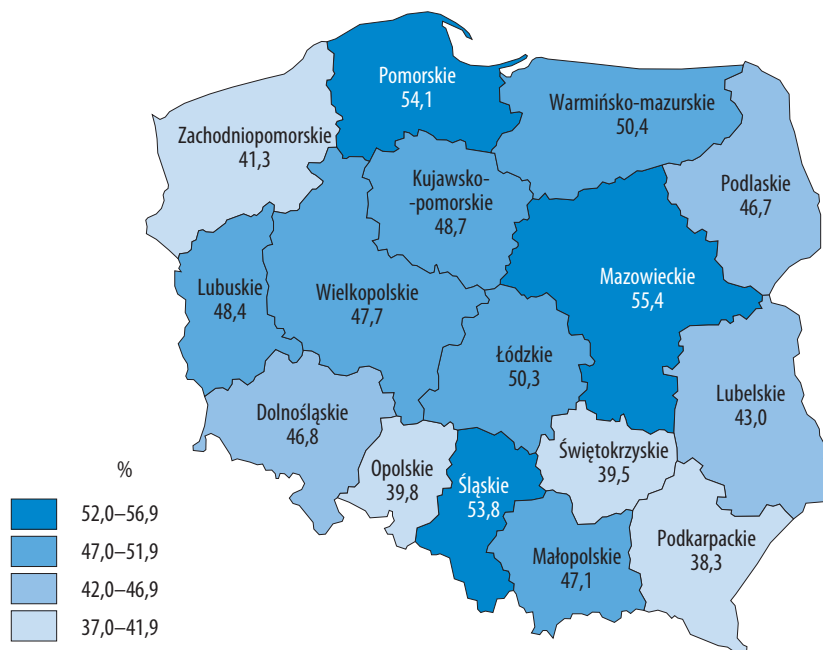 Pomorskie
54,1
Warmińsko-mazurskie
50,4
Zachodniopomorskie
41,3
Kujawsko-
-pomorskie
48,7
Podlaskie
46,7
Mazowieckie
55,4
Lubuskie
48,4
Wielkopolskie
47,7
Łódzkie
50,3
Lubelskie
43,0
Dolnośląskie
46,8
Opolskie
39,8
Śląskie
53,8
Świętokrzyskie
39,5
Małopolskie
47,1
Podkarpackie
38,3
%
52,0–56,9
47,0–51,9
42,0–46,9
37,0–41,9